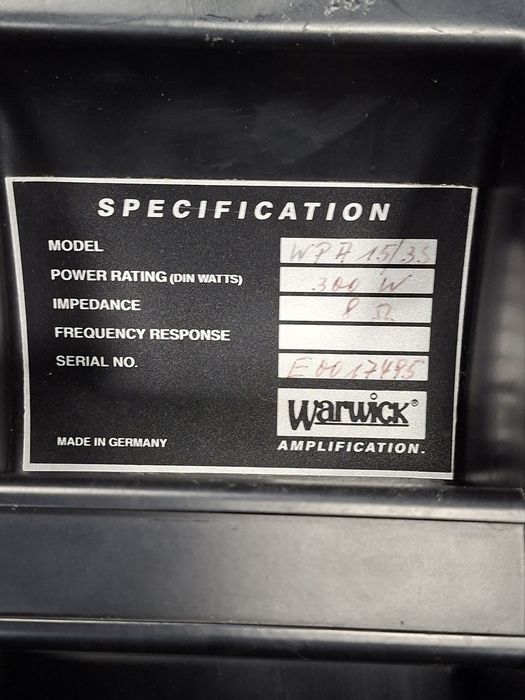 SPECIFICATION
MODEL WPA 15/3S
POWER RATING (DIN WATTS) 300 W
IMPEDANCE 8 Ω
FREQUENCY RESPONSE
SERIAL NO. E0017495
Warwick®
MADE IN GERMANY AMPLIFICATION.